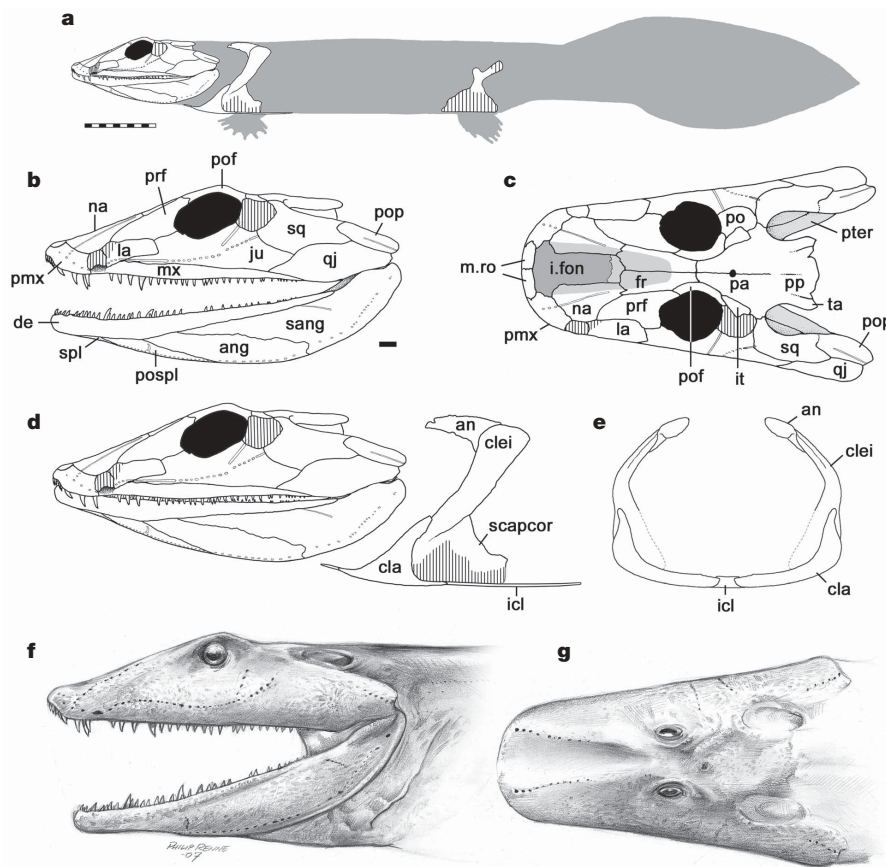 a
b
pof
prf
na
sq
pop
la
ju
qj
pmx
mx
de
sang
spl
ang
pospl
c
po
pter
m.ro
i.fon
fr
pa
pp
na
prf
ta
pmx
la
pop
sq
pof
it
qj
d
an
clei
scapcor
cla
icl
e
an
clei
cla
icl
f
g
PHILIP RENNE
-07